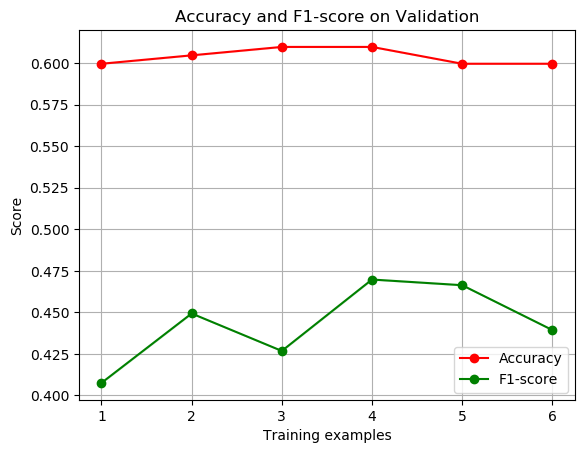 Accuracy and F1-score on Validation
Score
0.600
0.575
0.550
0.525
0.500
0.475
0.450
0.425
0.400
1 2 3 4 5 6
Training examples
Accuracy
F1-score